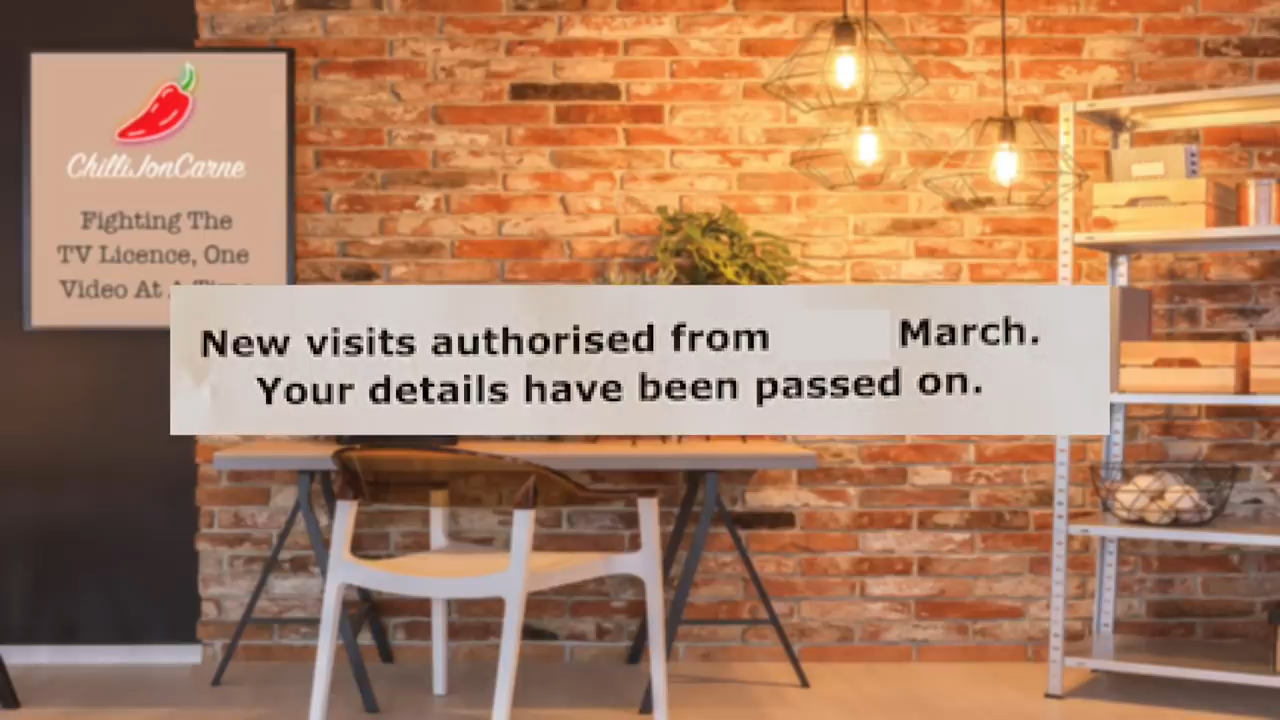 ChilliJonCarne
Fighting The
TV Licence, One
Video At A Time
New visits authorised from March.
Your details have been passed on.